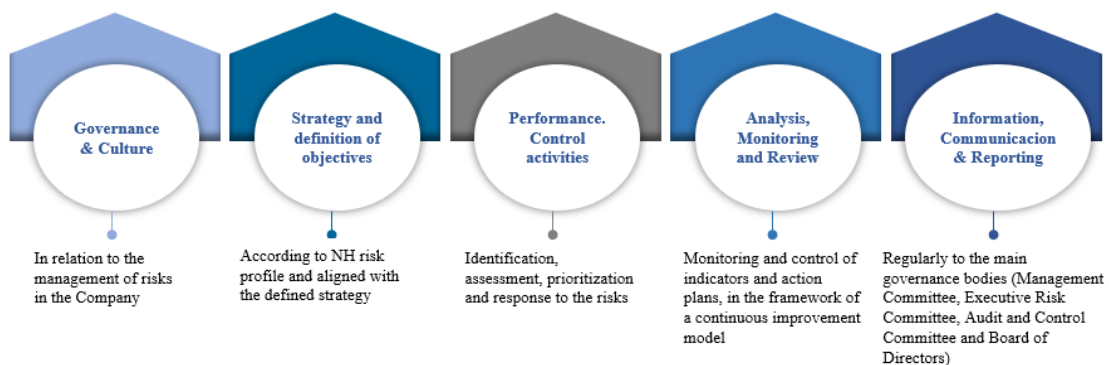 Governance
& Culture
Strategy and
definition of
objectives
Performance.
Control
activities
Analysis,
Monitoring
and Review
Information,
Communicacion
& Reporting
In relation to the
management of risks
in the Company
According to NH risk
profile and aligned with
the defined strategy
Identification,
assessment, prioritization
and response to the risks
Monitoring and control of
indicators and action
plans, in the framework of
a continuous improvement
model
Regularly to the main
governance bodies (Management
Committee, Executive Risk
Committee, Audit and Control
Committee and Board of
Directors)